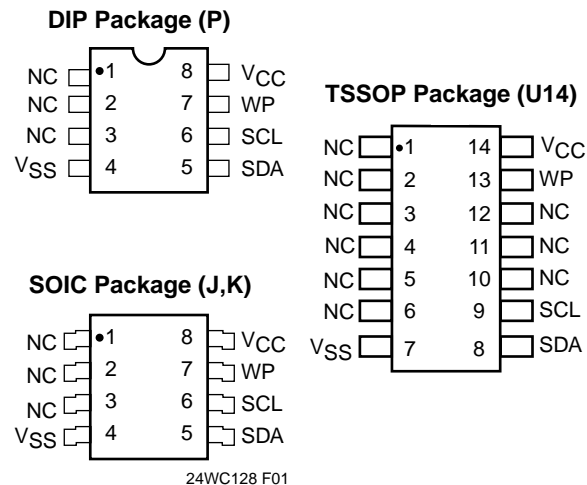 DIP Package (P)
NC 1 8 VCC
NC 2 7 WP
NC 3 6 SCL
VSS 4 5 SDA
TSSOP Package (U14)
NC 1 14 VCC
NC 2 13 WP
NC 3 12 NC
NC 4 11 NC
NC 5 10 NC
NC 6 9 SCL
VSS 7 8 SDA
SOIC Package (J,K)
NC 1 8 VCC
NC 2 7 WP
NC 3 6 SCL
VSS 4 5 SDA
24WC128 F01